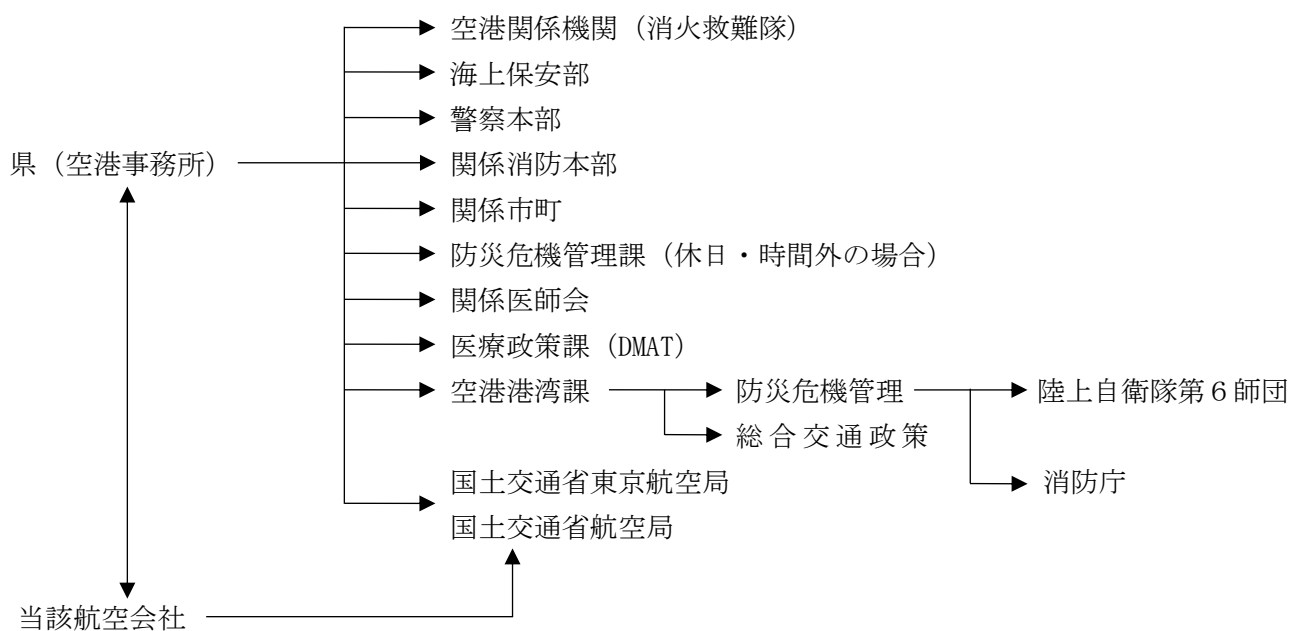 空港関係機関（消火救難隊）
海上保安部
警察本部
県（空港事務所）
関係消防本部
関係市町
防災危機管理課（休日・時間外の場合）
関係医師会
医療政策課（DMAT）
空港港湾課
防災危機管理
陸上自衛隊第６師団
総合交通政策
国土交通省東京航空局
消防庁
国土交通省航空局
当該航空会社